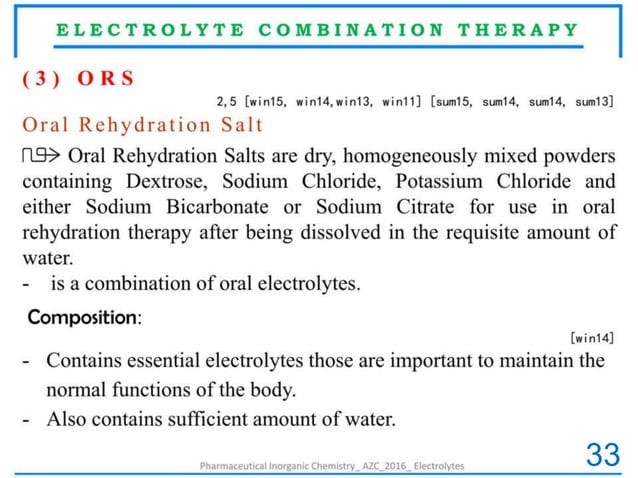 ELECTROLYTE COMBINATION THERAPY
(3) ORS
2,5 [win15, win14,win13, win11] [sum15, sum14, sum14, sum13]
Oral Rehydration Salt
Oral Rehydration Salts are dry, homogeneously mixed powders
containing Dextrose, Sodium Chloride, Potassium Chloride and
either Sodium Bicarbonate or Sodium Citrate for use in oral
rehydration therapy after being dissolved in the requisite amount of
water.
- is a combination of oral electrolytes.
Composition:
[win14]
- Contains essential electrolytes those are important to maintain the
normal functions of the body.
- Also contains sufficient amount of water.
Pharmaceutical Inorganic Chemistry_ AZC_2016_ Electrolytes
33